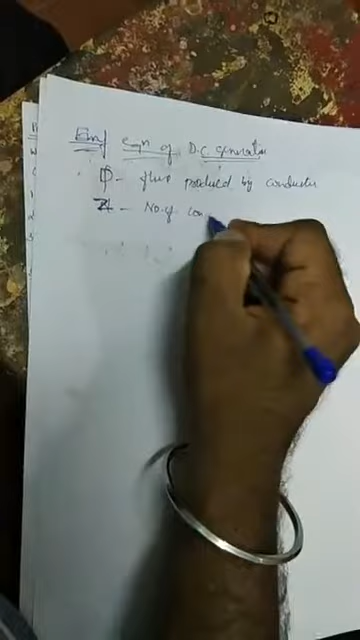 Emf eqn of D.C generator
Φ - flux produced by conductor
Z - No. of con